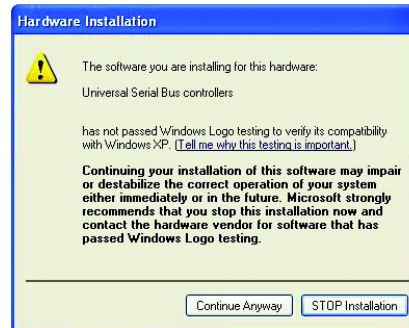 Hardware Installation
The software you are installing for this hardware:
Universal Serial Bus controllers
has not passed Windows Logo testing to verify its compatibility
with Windows XP. (Tell me why this testing is important.)
Continuing your installation of this software may impair
or destabilize the correct operation of your system
either immediately or in the future. Microsoft strongly
recommends that you stop this installation now and
contact the hardware vendor for software that has
passed Windows Logo testing.
Continue Anyway
STOP Installation